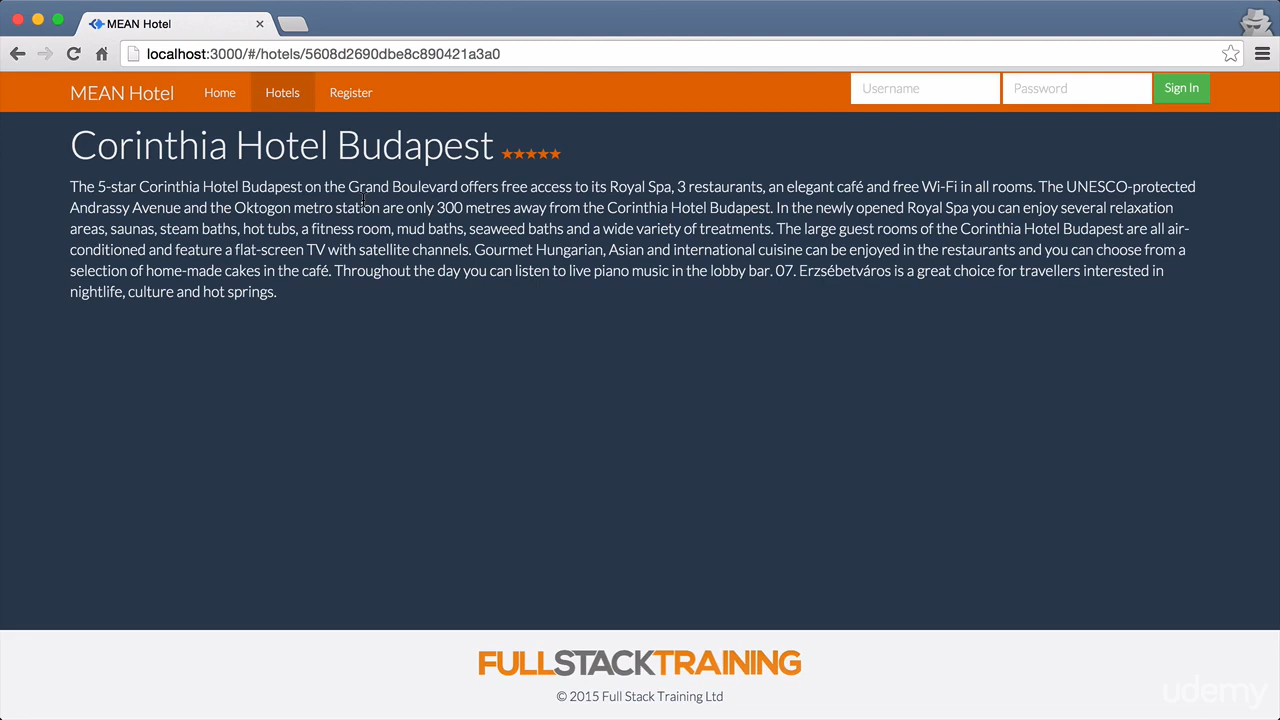 MEAN Hotel
localhost:3000/#/hotels/5608d2690dbe8c890421a3a0
MEAN Hotel Home Hotels Register Username Password Sign In
Corinthia Hotel Budapest
The 5-star Corinthia Hotel Budapest on the Grand Boulevard offers free access to its Royal Spa, 3 restaurants, an elegant café and free Wi-Fi in all rooms. The UNESCO-protected
Andrassy Avenue and the Oktogon metro station are only 300 metres away from the Corinthia Hotel Budapest. In the newly opened Royal Spa you can enjoy several relaxation
areas, saunas, steam baths, hot tubs, a fitness room, mud baths, seaweed baths and a wide variety of treatments. The large guest rooms of the Corinthia Hotel Budapest are all air-
conditioned and feature a flat-screen TV with satellite channels. Gourmet Hungarian, Asian and international cuisine can be enjoyed in the restaurants and you can choose from a
selection of home-made cakes in the café. Throughout the day you can listen to live piano music in the lobby bar. 07. Erzsébetváros is a great choice for travellers interested in
nightlife, culture and hot springs.
FULLSTACKTRAINING
© 2015 Full Stack Training Ltd
udemy